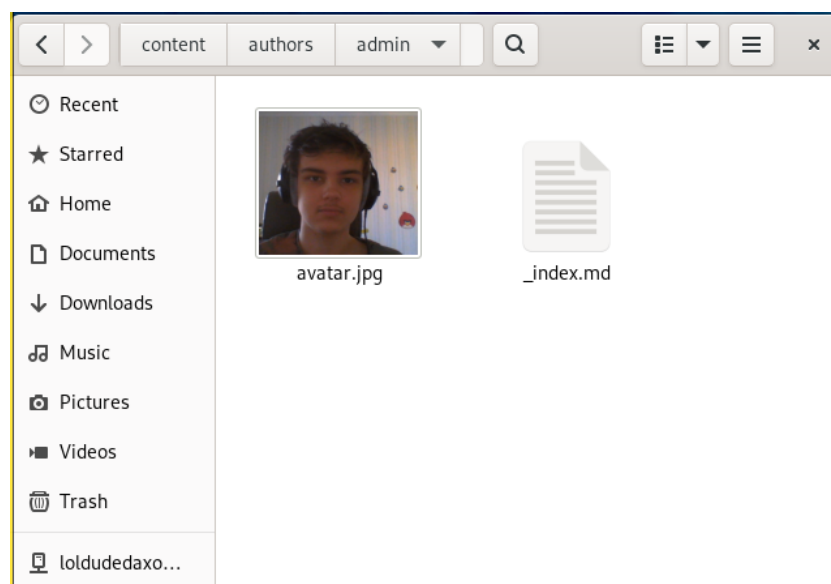 content authors admin
Recent
Starred
Home
Documents
Downloads
Music
Pictures
Videos
Trash
loldudedaxo...
avatar.jpg _index.md